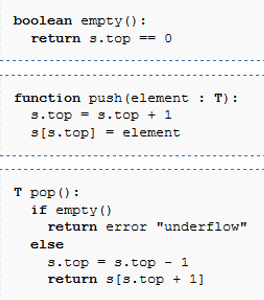 boolean empty():
  return s.top == 0
function push(element : T):
  s.top = s.top + 1
  s[s.top] = element
T pop():
  if empty()
    return error "underflow"
  else
    s.top = s.top - 1
    return s[s.top + 1]